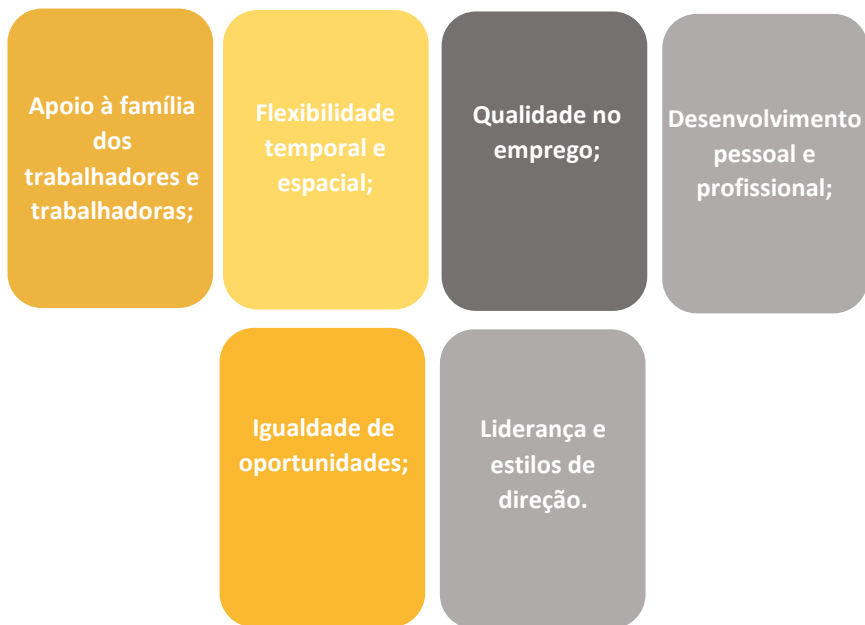 Apoio à família
dos
trabalhadores e
trabalhadoras;
Flexibilidade
temporal e
espacial;
Qualidade no
emprego;
Desenvolvimento
pessoal e
profissional;
Igualdade de
oportunidades;
Liderança e
estilos de
direção.